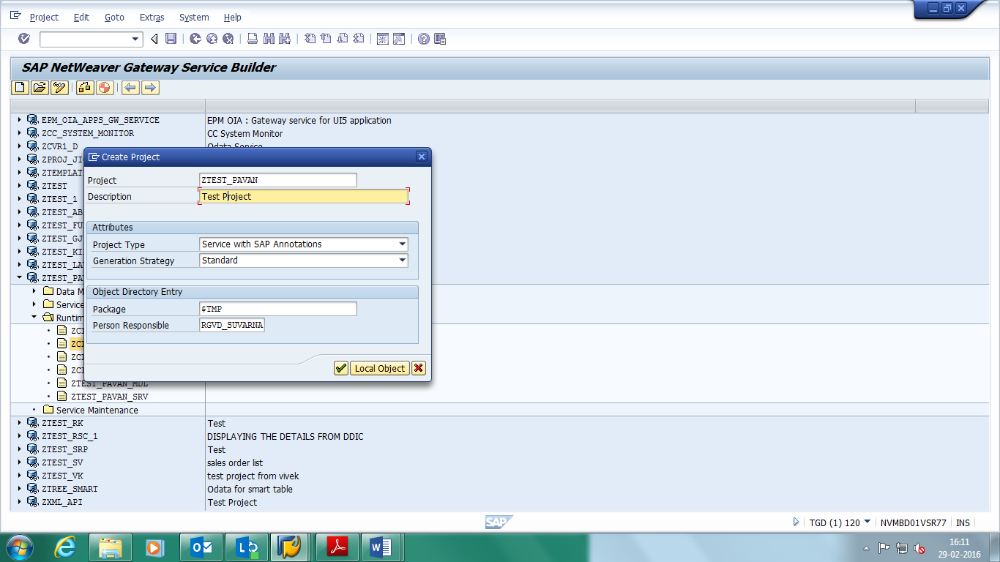 Project Edit Goto Extras System Help
SAP NetWeaver Gateway Service Builder
EPM_OIA_APPS_GW_SERVICE EPM OIA : Gateway service for UI5 application
ZCC_SYSTEM_MONITOR CC System Monitor
ZCVR1_D Odata Service
ZPROJ_JI
ZTEMPLAT
ZTEST
ZTEST_1
ZTEST_AB
ZTEST_FU
ZTEST_GJ
ZTEST_KI
ZTEST_LA
ZTEST_PA
Data M
Service
Runtim
ZC
ZC
ZC
ZC
ZTEST_PAVAN_MDL
ZTEST_PAVAN_SRV
Service Maintenance
ZTEST_RK Test
ZTEST_RSC_1 DISPLAYING THE DETAILS FROM DDIC
ZTEST_SRP Test
ZTEST_SV sales order list
ZTEST_VK test project from vivek
ZTREE_SMART Odata for smart table
ZXML_API Test Project
Create Project
Project ZTEST_PAVAN
Description Test Project
Attributes
Project Type Service with SAP Annotations
Generation Strategy Standard
Object Directory Entry
Package $TMP
Person Responsible RGVD_SUVARNA
Local Object
SAP TGD (1) 120 NVMBD01VSR77 INS
16:11
29-02-2016